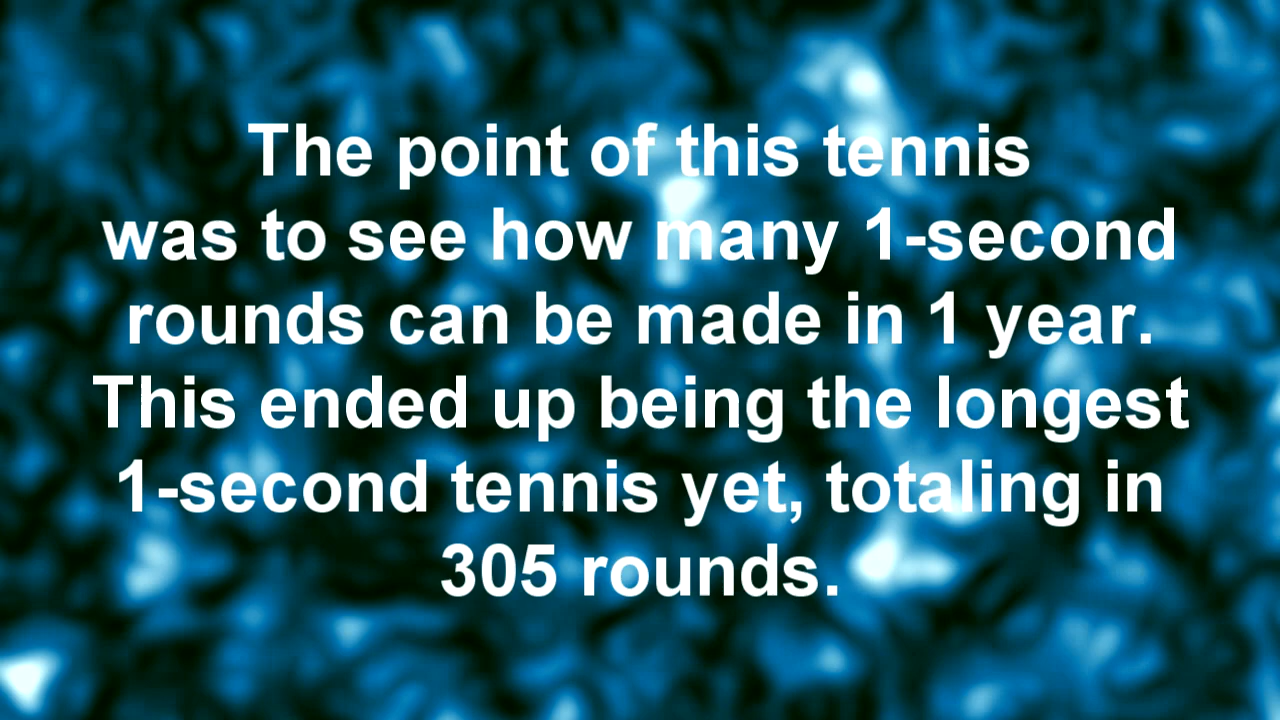 The point of this tennis
was to see how many 1-second
rounds can be made in 1 year.
This ended up being the longest
1-second tennis yet, totaling in
305 rounds.